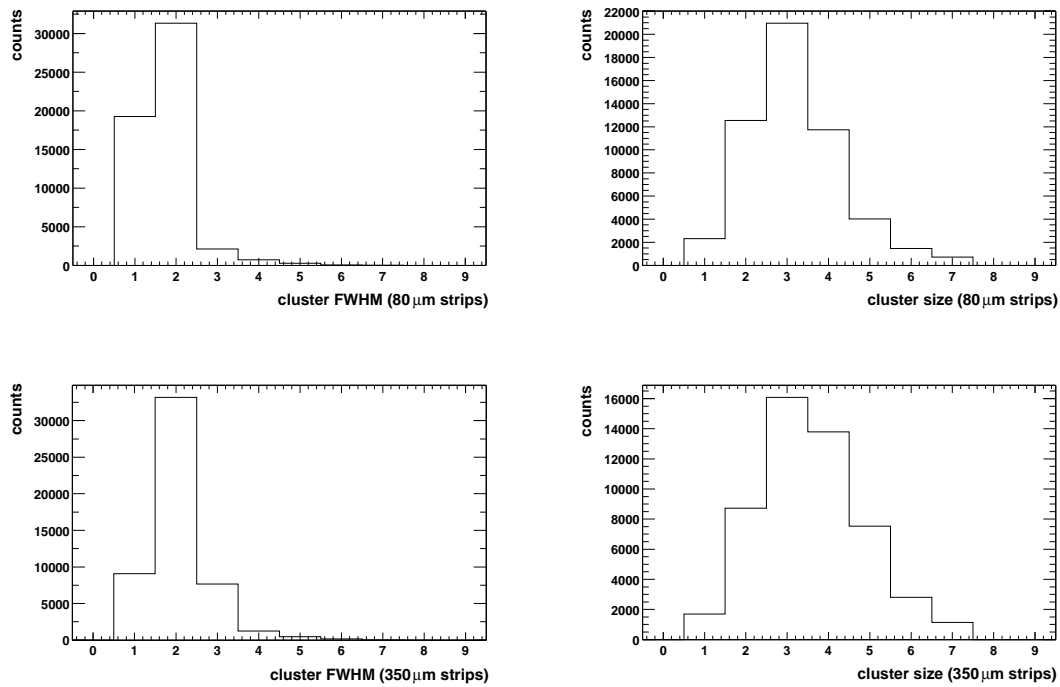 counts
30000
25000
20000
15000
10000
5000
0
0 1 2 3 4 5 6 7 8 9
cluster FWHM (80 μm strips)
counts
22000
20000
18000
16000
14000
12000
10000
8000
6000
4000
2000
0
0 1 2 3 4 5 6 7 8 9
cluster size (80 μm strips)
counts
30000
25000
20000
15000
10000
5000
0
0 1 2 3 4 5 6 7 8 9
cluster FWHM (350 μm strips)
counts
16000
14000
12000
10000
8000
6000
4000
2000
0
0 1 2 3 4 5 6 7 8 9
cluster size (350 μm strips)